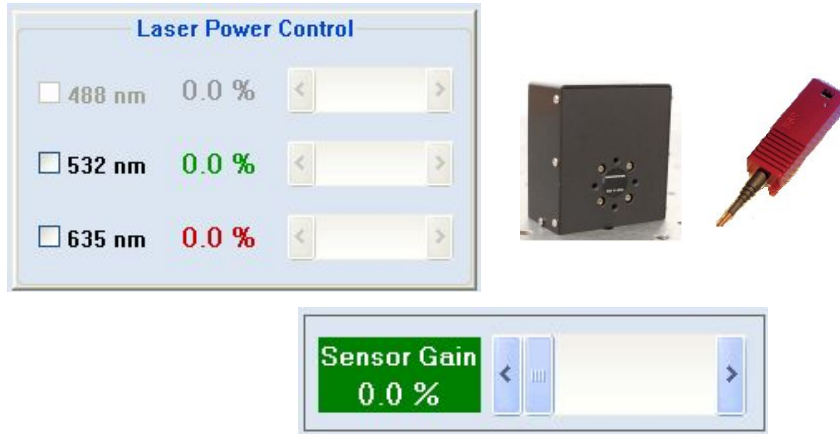 Laser Power Control
488 nm 0.0 %
532 nm 0.0 %
635 nm 0.0 %
Sensor Gain
0.0 %